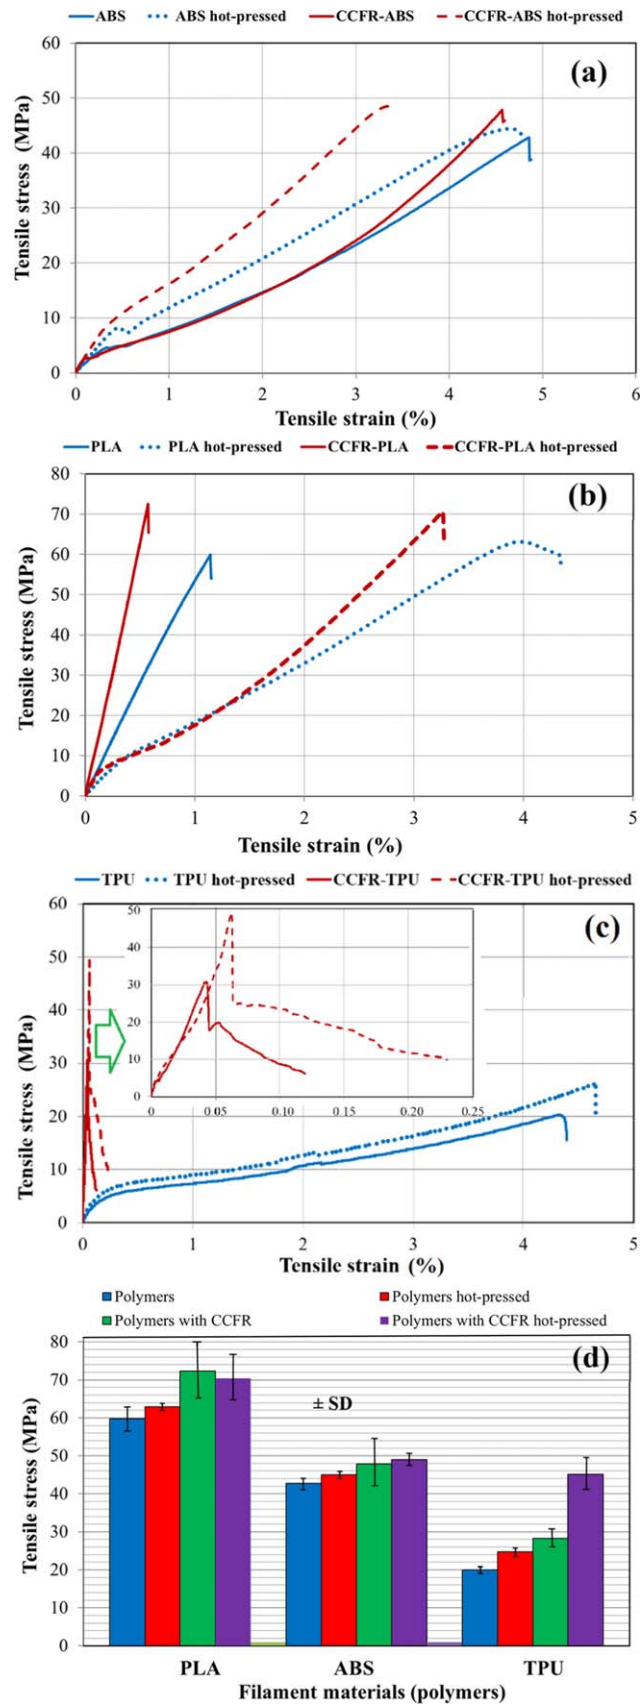 ABS ABS hot-pressed CCFR-ABS CCFR-ABS hot-pressed
60
(a)
50
40
30
20
10
0
Tensile stress (MPa)
0 1 2 3 4 5 6
Tensile strain (%)
PLA PLA hot-pressed CCFR-PLA CCFR-PLA hot-pressed
80
(b)
70
60
50
40
30
20
10
0
Tensile stress (MPa)
0 1 2 3 4 5
Tensile strain (%)
TPU TPU hot-pressed CCFR-TPU CCFR-TPU hot-pressed
60
(c)
50
40
30
20
10
0
Tensile stress (MPa)
50
40
30
20
10
0
0 0.05 0.10 0.15 0.20 0.25
0 1 2 3 4 5
Tensile strain (%)
Polymers Polymers hot-pressed
Polymers with CCFR Polymers with CCFR hot-pressed
80
(d)
70
60
50
40
30
20
10
0
± SD
Tensile stress (MPa)
PLA ABS TPU
Filament materials (polymers)